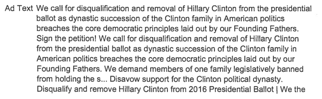 Ad Text We call for disqualification and removal of Hillary Clinton from the presidential
ballot as dynastic succession of the Clinton family in American politics
breaches the core democratic principles laid out by our Founding Fathers.
Sign the petition! We call for disqualification and removal of Hillary Clinton
from the presidential ballot as dynastic succession of the Clinton family in
American politics breaches the core democratic principles laid out by our
Founding Fathers. We demand members of one family legislatively banned
from holding the s... Disavow support for the Clinton political dynasty.
Disqualify and remove Hillary Clinton from 2016 Presidential Ballot | We the